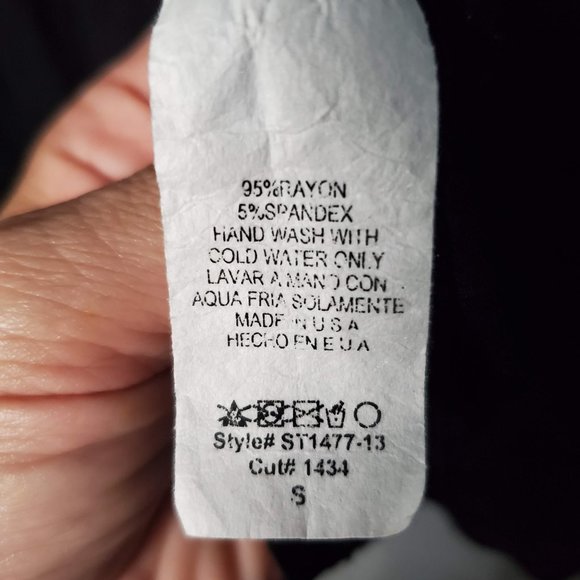 95%RAYON
5%SPANDEX
HAND WASH WITH
COLD WATER ONLY
LAVAR A MANO CON
AQUA FRIA SOLAMENTE
MADE IN U S A
HECHO EN E U A
Style# ST1477-13
Cut# 1434
S